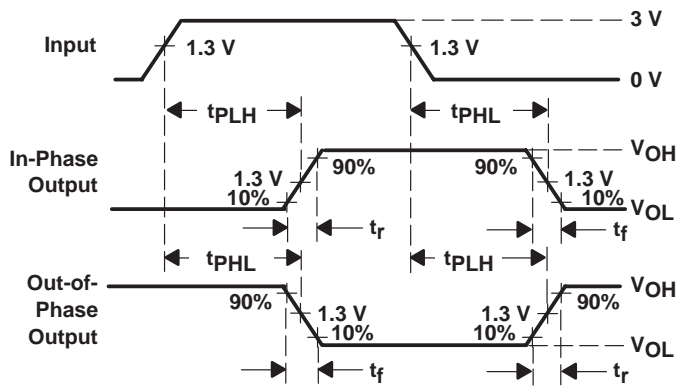 3 V
Input
1.3 V
1.3 V
0 V
tPLH
tPHL
In-Phase
Output
VOH
90%
90%
1.3 V
1.3 V
10%
10%
VOL
tr
tf
tPHL
tPLH
Out-of-
Phase
Output
VOH
90%
90%
1.3 V
1.3 V
10%
10%
VOL
tf
tr